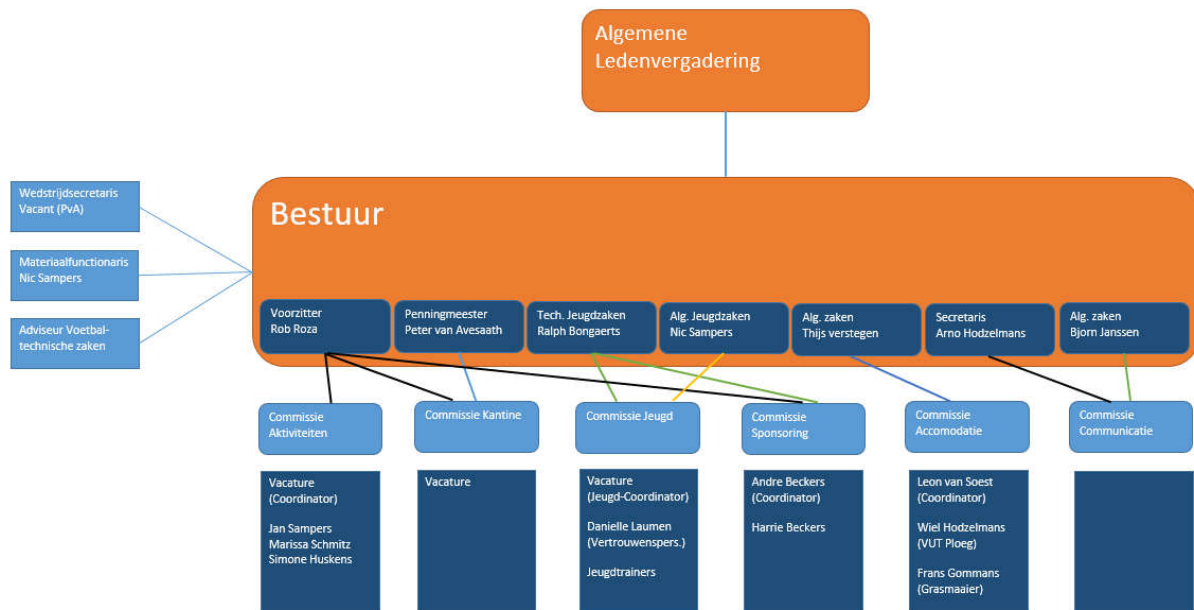 Algemene
Ledenvergadering
Wedstrijdsecretaris
Vacant (PvA)
Materiaalfunctionaris
Nic Sampers
Adviseur Voetbal-
technische zaken
Bestuur
Voorzitter
Rob Roza
Penningmeester
Peter van Avesaath
Tech. Jeugdzaken
Ralph Bongaerts
Alg. Jeugdzaken
Nic Sampers
Alg. zaken
Thijs verstegen
Secretaris
Arno Hodzelmans
Alg. zaken
Bjorn Janssen
Commissie
Aktiviteiten
Commissie Kantine
Commissie Jeugd
Commissie
Sponsoring
Commissie
Accomodatie
Commissie
Communicatie
Vacature
(Coordinator)
Jan Sampers
Marissa Schmitz
Simone Huskens
Vacature
Vacature
(Jeugd-Coordinator)
Danielle Laumen
(Vertrouwenspers.)
Jeugdtrainers
Andre Beckers
(Coordinator)
Harrie Beckers
Leon van Soest
(Coordinator)
Wiel Hodzelmans
(VUT Ploeg)
Frans Gommans
(Grasmaaier)